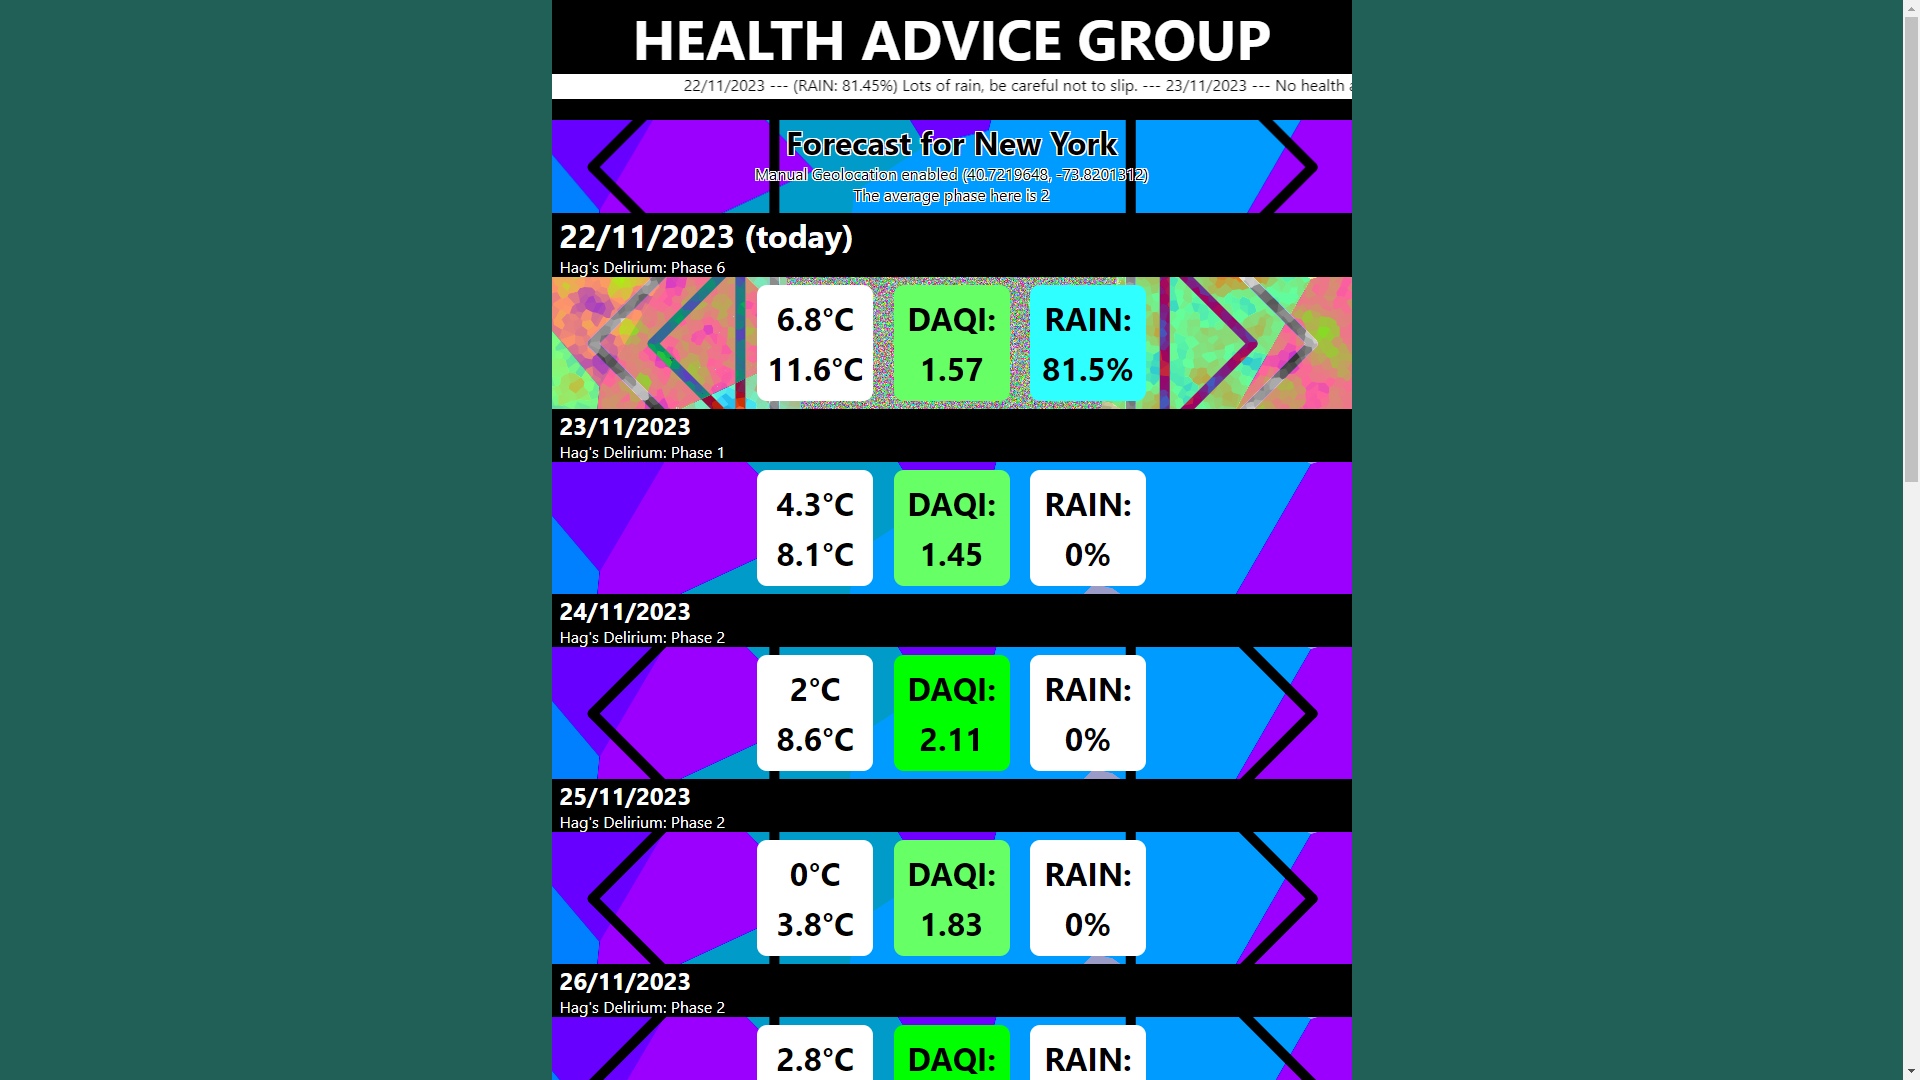 HEALTH ADVICE GROUP
22/11/2023 --- (RAIN: 81.45%) Lots of rain, be careful not to slip. --- 23/11/2023 --- No health
Forecast for New York
Manual Geolocation enabled (40.7219648, -73.8201312)
The average phase here is 2
22/11/2023 (today)
Hag's Delirium: Phase 6
6.8°C
11.6°C
DAQI:
1.57
RAIN:
81.5%
23/11/2023
Hag's Delirium: Phase 1
4.3°C
8.1°C
DAQI:
1.45
RAIN:
0%
24/11/2023
Hag's Delirium: Phase 2
2°C
8.6°C
DAQI:
2.11
RAIN:
0%
25/11/2023
Hag's Delirium: Phase 2
0°C
3.8°C
DAQI:
1.83
RAIN:
0%
26/11/2023
Hag's Delirium: Phase 2
2.8°C
DAQI:
RAIN: